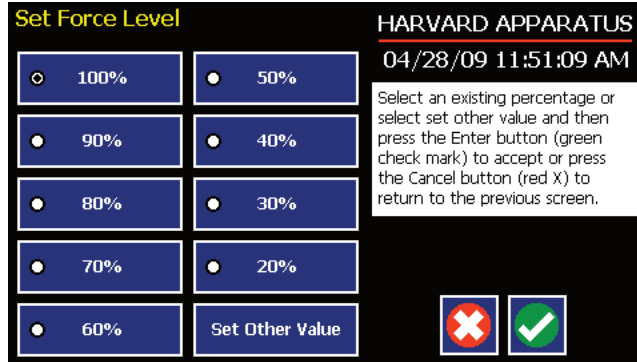 Set Force Level
100%
90%
80%
70%
60%
50%
40%
30%
20%
Set Other Value
HARVARD APPARATUS
04/28/09 11:51:09 AM
Select an existing percentage or
select set other value and then
press the Enter button (green
check mark) to accept or press
the Cancel button (red X) to
return to the previous screen.